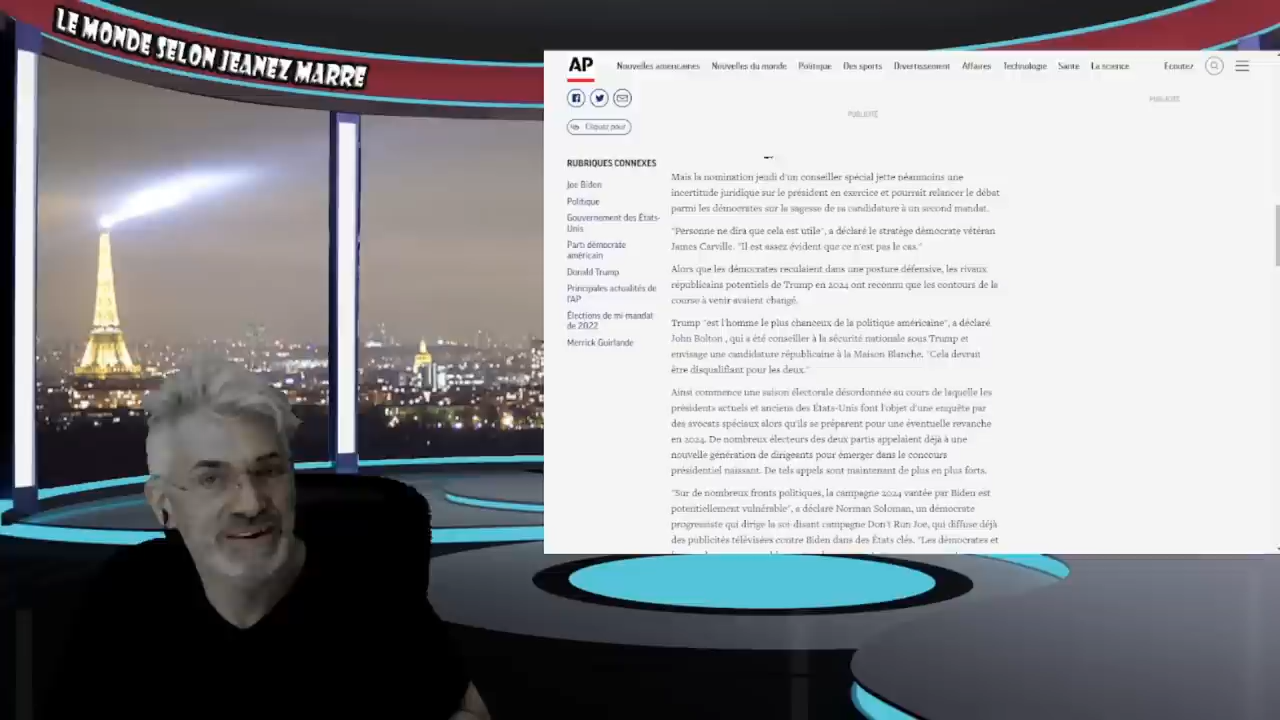 LE MONDE SELON JEANEZ MARRE
AP
Nouvelles américaines Nouvelles du monde Politique Des sports Divertissement Affaires Technologie Santé La science Ecoutez
PUBLICITÉ
PUBLICITÉ
Cliquez pour
RUBRIQUES CONNEXES
Joe Biden
Politique
Gouvernement des États-
Unis
Parti démocrate
américain
Donald Trump
Principales actualités de
l'AP
Élections de mi-mandat
de 2022
Merrick Guirlande
Mais la nomination jeudi d'un conseiller spécial jette néanmoins une
incertitude juridique sur le président en exercice et pourrait relancer le débat
parmi les démocrates sur la sagesse de sa candidature à un second mandat.
"Personne ne dira que cela est utile", a déclaré le stratège démocrate vétéran
James Carville. "Il est assez évident que ce n'est pas le cas."
Alors que les démocrates reculaient dans une posture défensive, les rivaux
républicains potentiels de Trump en 2024 ont reconnu que les contours de la
course à venir avaient changé.
Trump "est l'homme le plus chanceux de la politique américaine", a déclaré
John Bolton , qui a été conseiller à la sécurité nationale sous Trump et
envisage une candidature républicaine à la Maison Blanche. "Cela devrait
être disqualifiant pour les deux."
Ainsi commence une saison électorale désordonnée au cours de laquelle les
présidents actuels et anciens des États-Unis font l'objet d'une enquête par
des avocats spéciaux alors qu'ils se préparent pour une éventuelle revanche
en 2024. De nombreux électeurs des deux partis appelaient déjà à une
nouvelle génération de dirigeants pour émerger dans le concours
présidentiel naissant. De tels appels sont maintenant de plus en plus forts.
"Sur de nombreux fronts politiques, la campagne 2024 vantée par Biden est
potentiellement vulnérable", a déclaré Norman Soloman, un démocrate
progressiste qui dirige la soi-disant campagne Don't Run Joe, qui diffuse déjà
des publicités télévisées contre Biden dans des États clés. "Les démocrates et